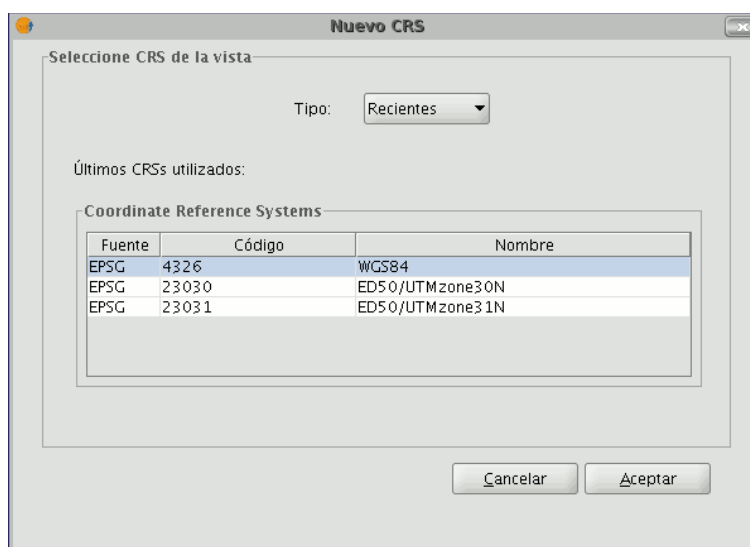 Nuevo CRS
Seleccione CRS de la vista
Tipo: Recientes
Últimos CRSs utilizados:
Coordinate Reference Systems
Fuente Código Nombre
EPSG 4326 WGS84
EPSG 23030 ED50/UTMzone30N
EPSG 23031 ED50/UTMzone31N
Cancelar Aceptar